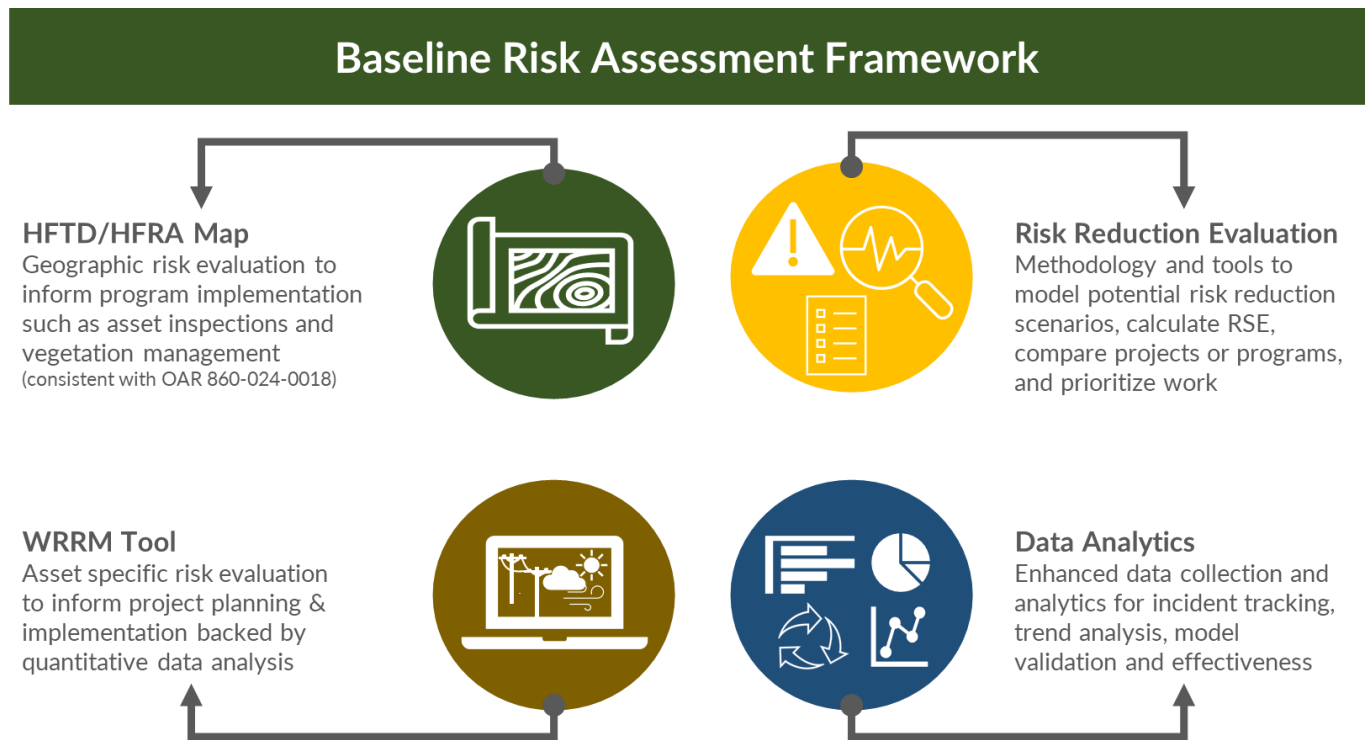 Baseline Risk Assessment Framework
HFTD/HFRA Map
Geographic risk evaluation to
inform program implementation
such as asset inspections and
vegetation management
(consistent with OAR 860-024-0018)
Risk Reduction Evaluation
Methodology and tools to
model potential risk reduction
scenarios, calculate RSE,
compare projects or programs,
and prioritize work
WRRM Tool
Asset specific risk evaluation
to inform project planning &
implementation backed by
quantitative data analysis
Data Analytics
Enhanced data collection and
analytics for incident tracking,
trend analysis, model
validation and effectiveness